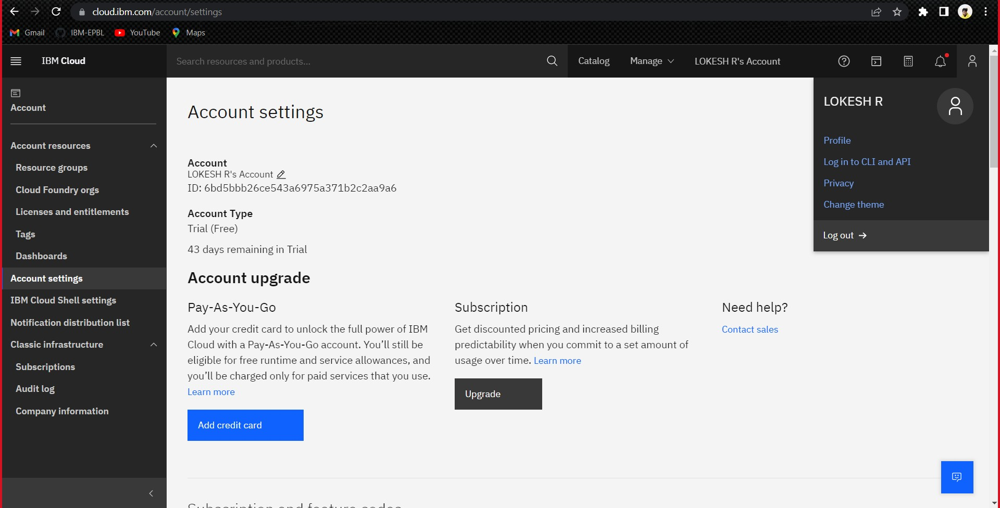 cloud.ibm.com/account/settings
Gmail
IBM-EPBL
YouTube
Maps
IBM Cloud
Search resources and products...
Catalog
Manage
LOKESH R's Account
Account
Account resources
Resource groups
Cloud Foundry orgs
Licenses and entitlements
Tags
Dashboards
Account settings
IBM Cloud Shell settings
Notification distribution list
Classic infrastructure
Subscriptions
Audit log
Company information
Account settings
Account
LOKESH R's Account
ID: 6bd5bbb26ce543a6975a371b2c2aa9a6
Account Type
Trial (Free)
43 days remaining in Trial
Account upgrade
Pay-As-You-Go
Add your credit card to unlock the full power of IBM
Cloud with a Pay-As-You-Go account. You’ll still be
eligible for free runtime and service allowances, and
you’ll be charged only for paid services that you use.
Learn more
Add credit card
Subscription
Get discounted pricing and increased billing
predictability when you commit to a set amount of
usage over time. Learn more
Upgrade
Need help?
Contact sales
LOKESH R
Profile
Log in to CLI and API
Privacy
Change theme
Log out
Subscription and feature codes